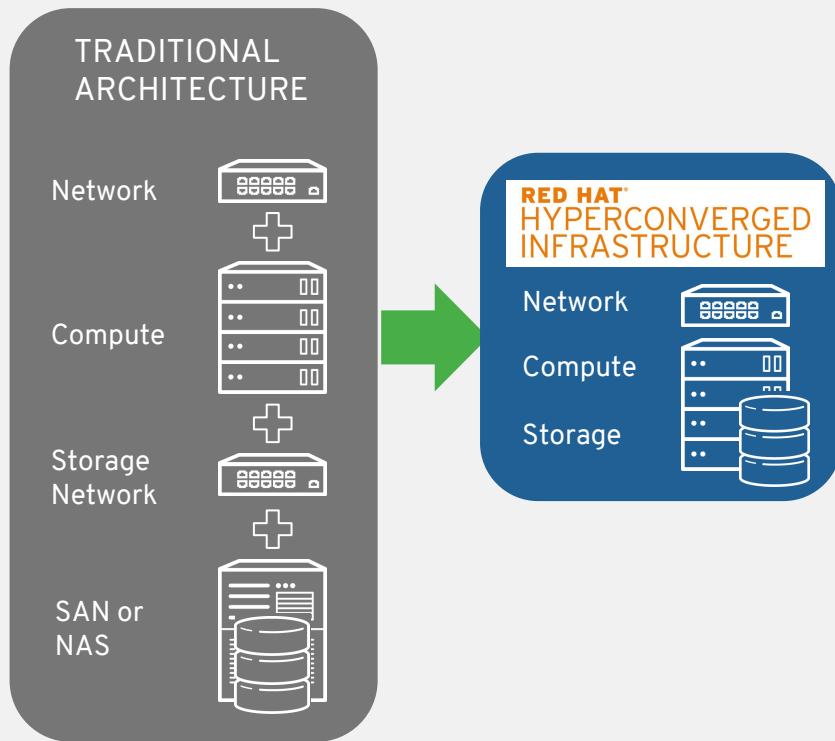 TRADITIONAL
ARCHITECTURE
Network
Compute
Storage
Network
SAN or
NAS
RED HAT®
HYPERCONVERGED
INFRASTRUCTURE
Network
Compute
Storage